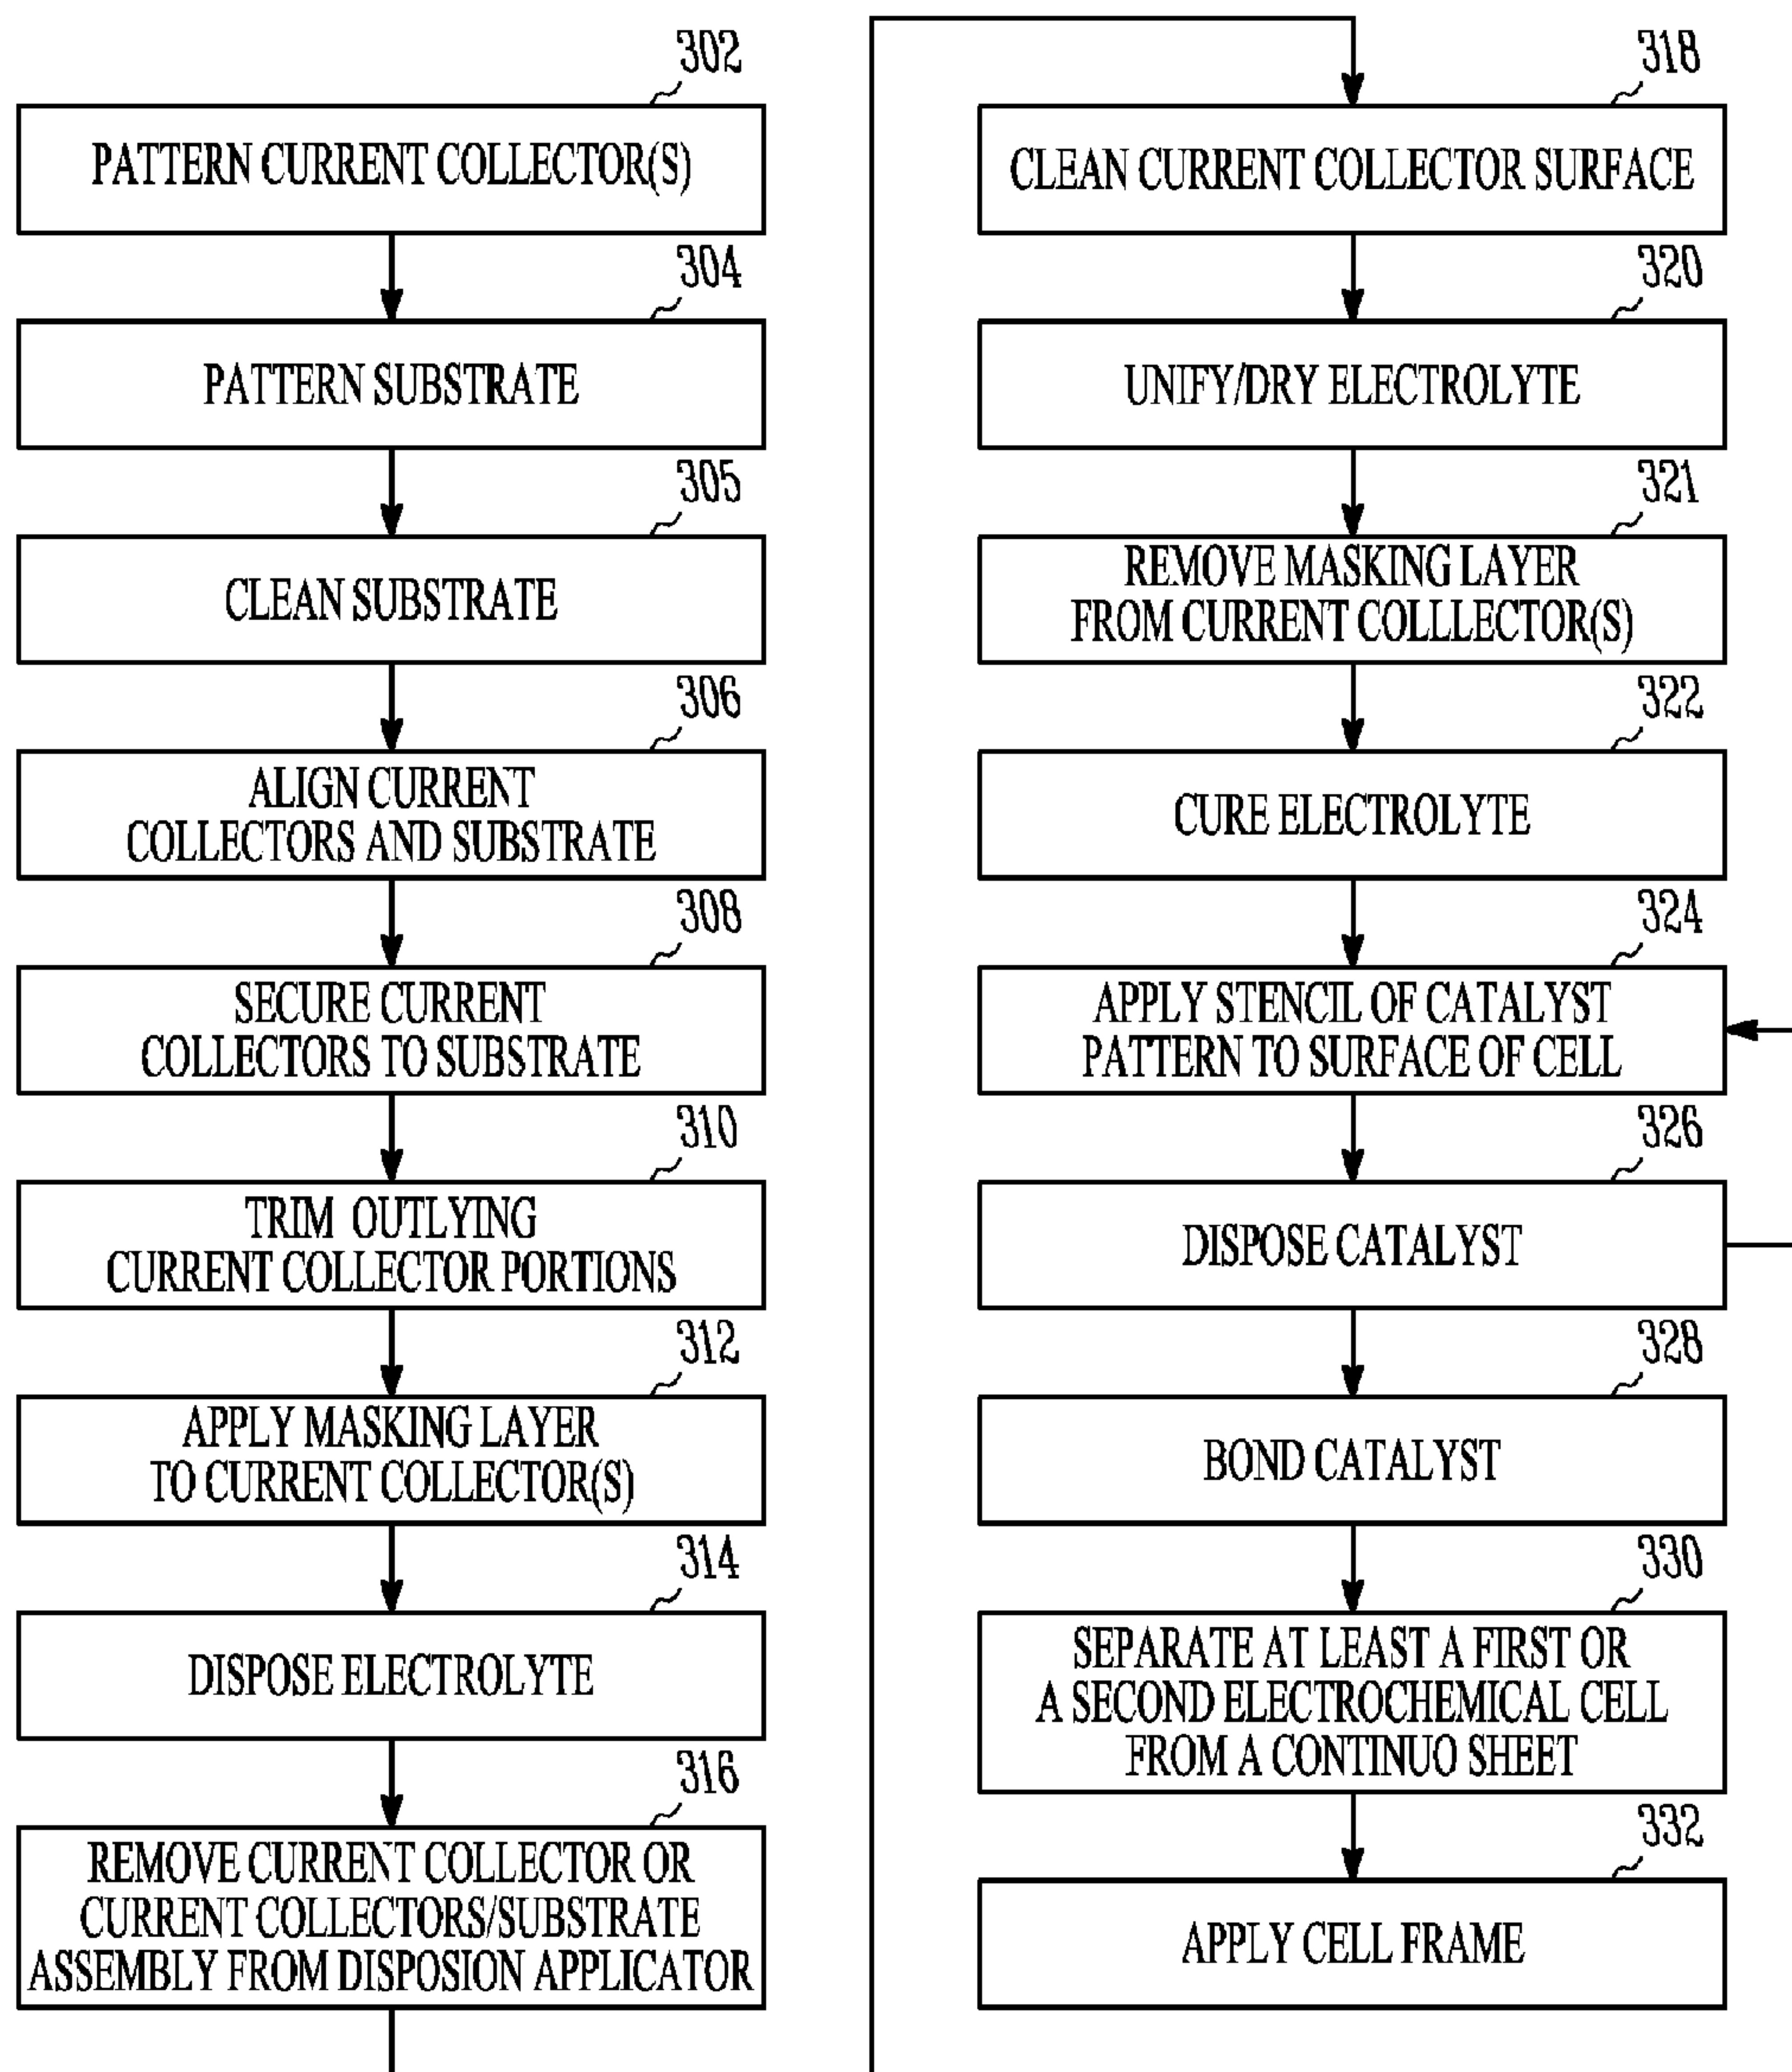 302
PATTERN CURRENT COLLECTOR(S)
304
PATTERN SUBSTRATE
305
CLEAN SUBSTRATE
306
ALIGN CURRENT
COLLECTORS AND SUBSTRATE
308
SECURE CURRENT
COLLECTORS TO SUBSTRATE
310
TRIM OUTLYING
CURRENT COLLECTOR PORTIONS
312
APPLY MASKING LAYER
TO CURRENT COLLECTOR(S)
314
DISPOSE ELECTROLYTE
316
REMOVE CURRENT COLLECTOR OR
CURRENT COLLECTORS/SUBSTRATE
ASSEMBLY FROM DISPOSION APPLICATOR
318
CLEAN CURRENT COLLECTOR SURFACE
320
UNIFY/DRY ELECTROLYTE
321
REMOVE MASKING LAYER
FROM CURRENT COLLLECTOR(S)
322
CURE ELECTROLYTE
324
APPLY STENCIL OF CATALYST
PATTERN TO SURFACE OF CELL
326
DISPOSE CATALYST
328
BOND CATALYST
330
SEPARATE AT LEAST A FIRST OR
A SECOND ELECTROCHEMICAL CELL
FROM A CONTINUO SHEET
332
APPLY CELL FRAME